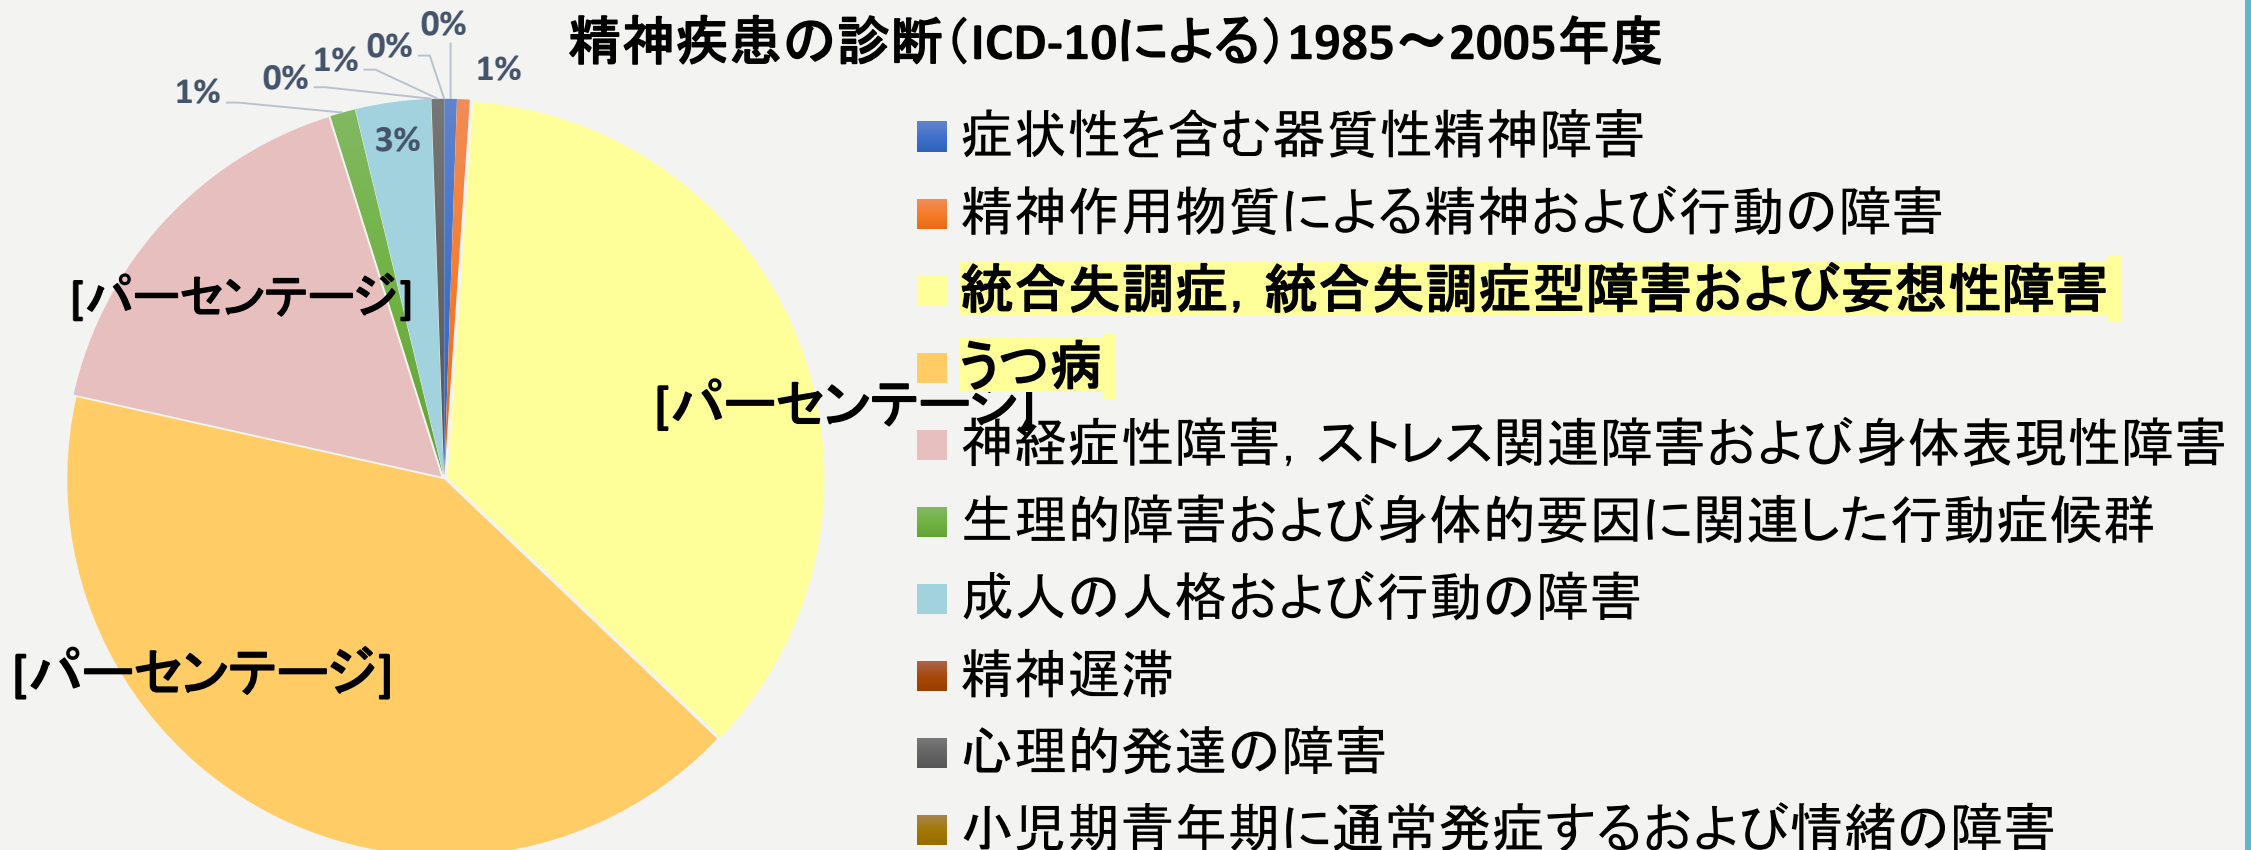 精神疾患の診断（ICD-10による）1985～2005年度
0%
0%
1%
0%
1%
1%
3%
[パーセンテージ]
[パーセンテージ]
[パーセンテージ]
症状性を含む器質性精神障害
精神作用物質による精神および行動の障害
統合失調症，統合失調症型障害および妄想性障害
うつ病
神経症性障害，ストレス関連障害および身体表現性障害
生理的障害および身体的要因に関連した行動症候群
成人の人格および行動の障害
精神遅滞
心理的発達の障害
小児期青年期に通常発症するおよび情緒の障害